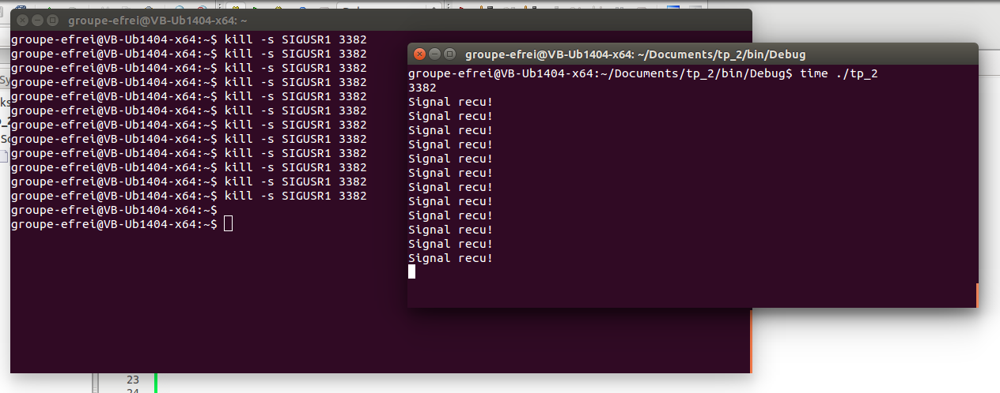 groupe-efrei@VB-Ub1404-x64: ~
groupe-efrei@VB-Ub1404-x64:~$ kill -s SIGUSR1 3382
groupe-efrei@VB-Ub1404-x64:~$ kill -s SIGUSR1 3382
groupe-efrei@VB-Ub1404-x64:~$ kill -s SIGUSR1 3382
groupe-efrei@VB-Ub1404-x64:~$ kill -s SIGUSR1 3382
groupe-efrei@VB-Ub1404-x64:~$ kill -s SIGUSR1 3382
groupe-efrei@VB-Ub1404-x64:~$ kill -s SIGUSR1 3382
groupe-efrei@VB-Ub1404-x64:~$ kill -s SIGUSR1 3382
groupe-efrei@VB-Ub1404-x64:~$ kill -s SIGUSR1 3382
groupe-efrei@VB-Ub1404-x64:~$ kill -s SIGUSR1 3382
groupe-efrei@VB-Ub1404-x64:~$ kill -s SIGUSR1 3382
groupe-efrei@VB-Ub1404-x64:~$ kill -s SIGUSR1 3382
groupe-efrei@VB-Ub1404-x64:~$ kill -s SIGUSR1 3382
groupe-efrei@VB-Ub1404-x64:~$
groupe-efrei@VB-Ub1404-x64:~$
groupe-efrei@VB-Ub1404-x64: ~/Documents/tp_2/bin/Debug
groupe-efrei@VB-Ub1404-x64:~/Documents/tp_2/bin/Debug$ time ./tp_2
3382
Signal recu!
Signal recu!
Signal recu!
Signal recu!
Signal recu!
Signal recu!
Signal recu!
Signal recu!
Signal recu!
Signal recu!
Signal recu!
Signal recu!
23
24